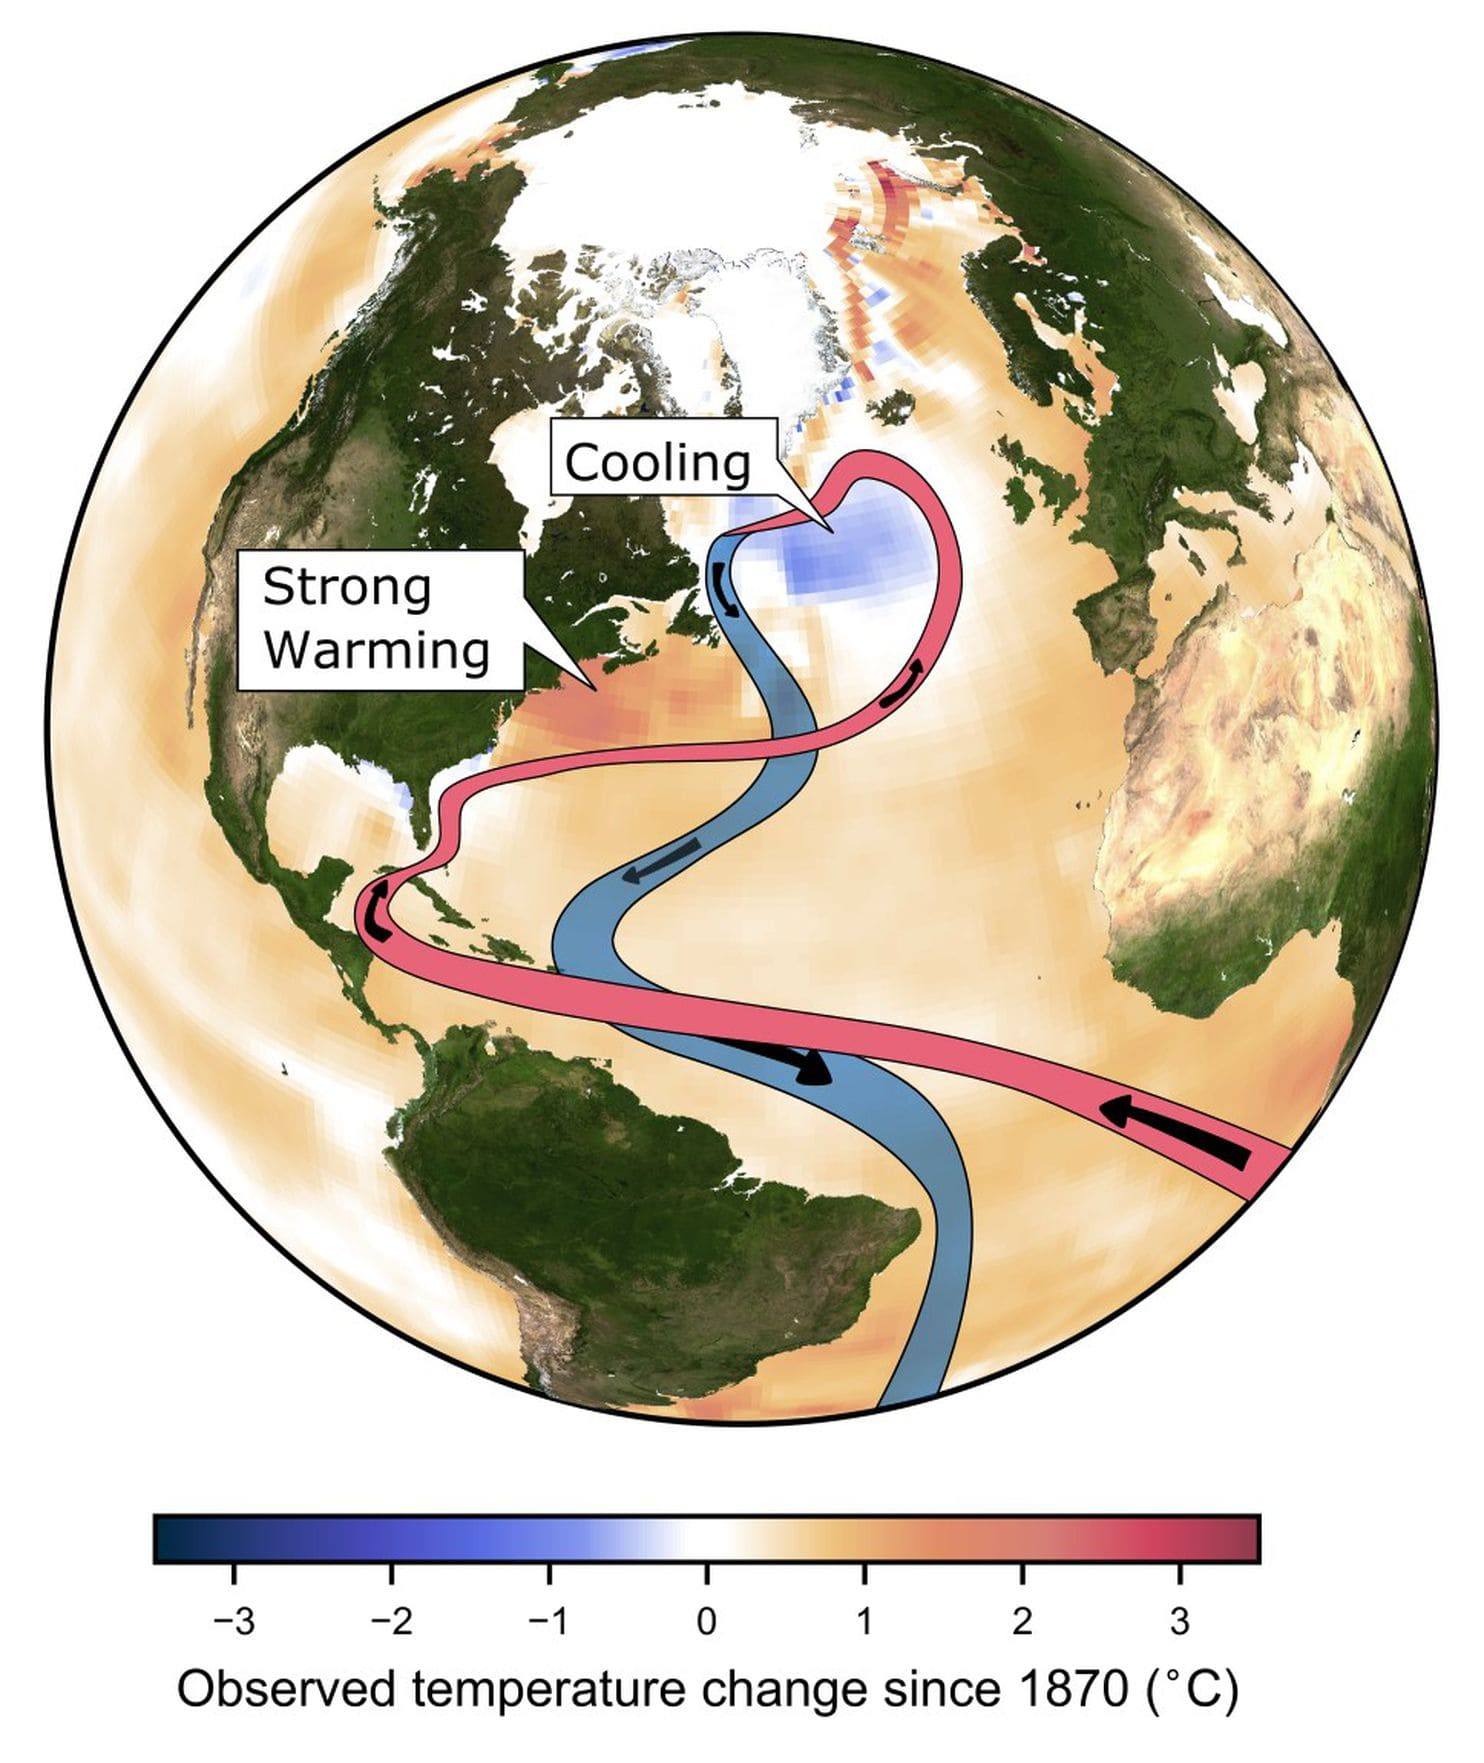 Cooling
Strong
Warming
−3 −2 −1 0 1 2 3
Observed temperature change since 1870 (°C)